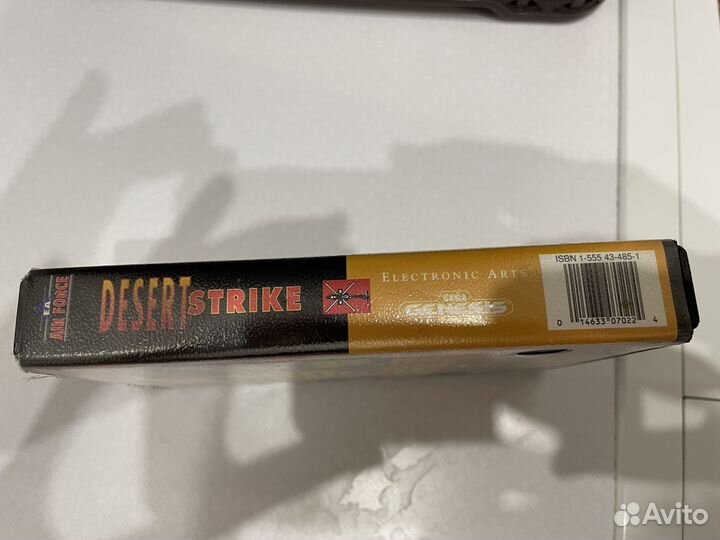 EA
AIR FORCE
DESERT STRIKE
ELECTRONIC ARTS
SEGA
GENESIS
ISBN 1-555 43-485-1
0 14633 07022 4
Avito